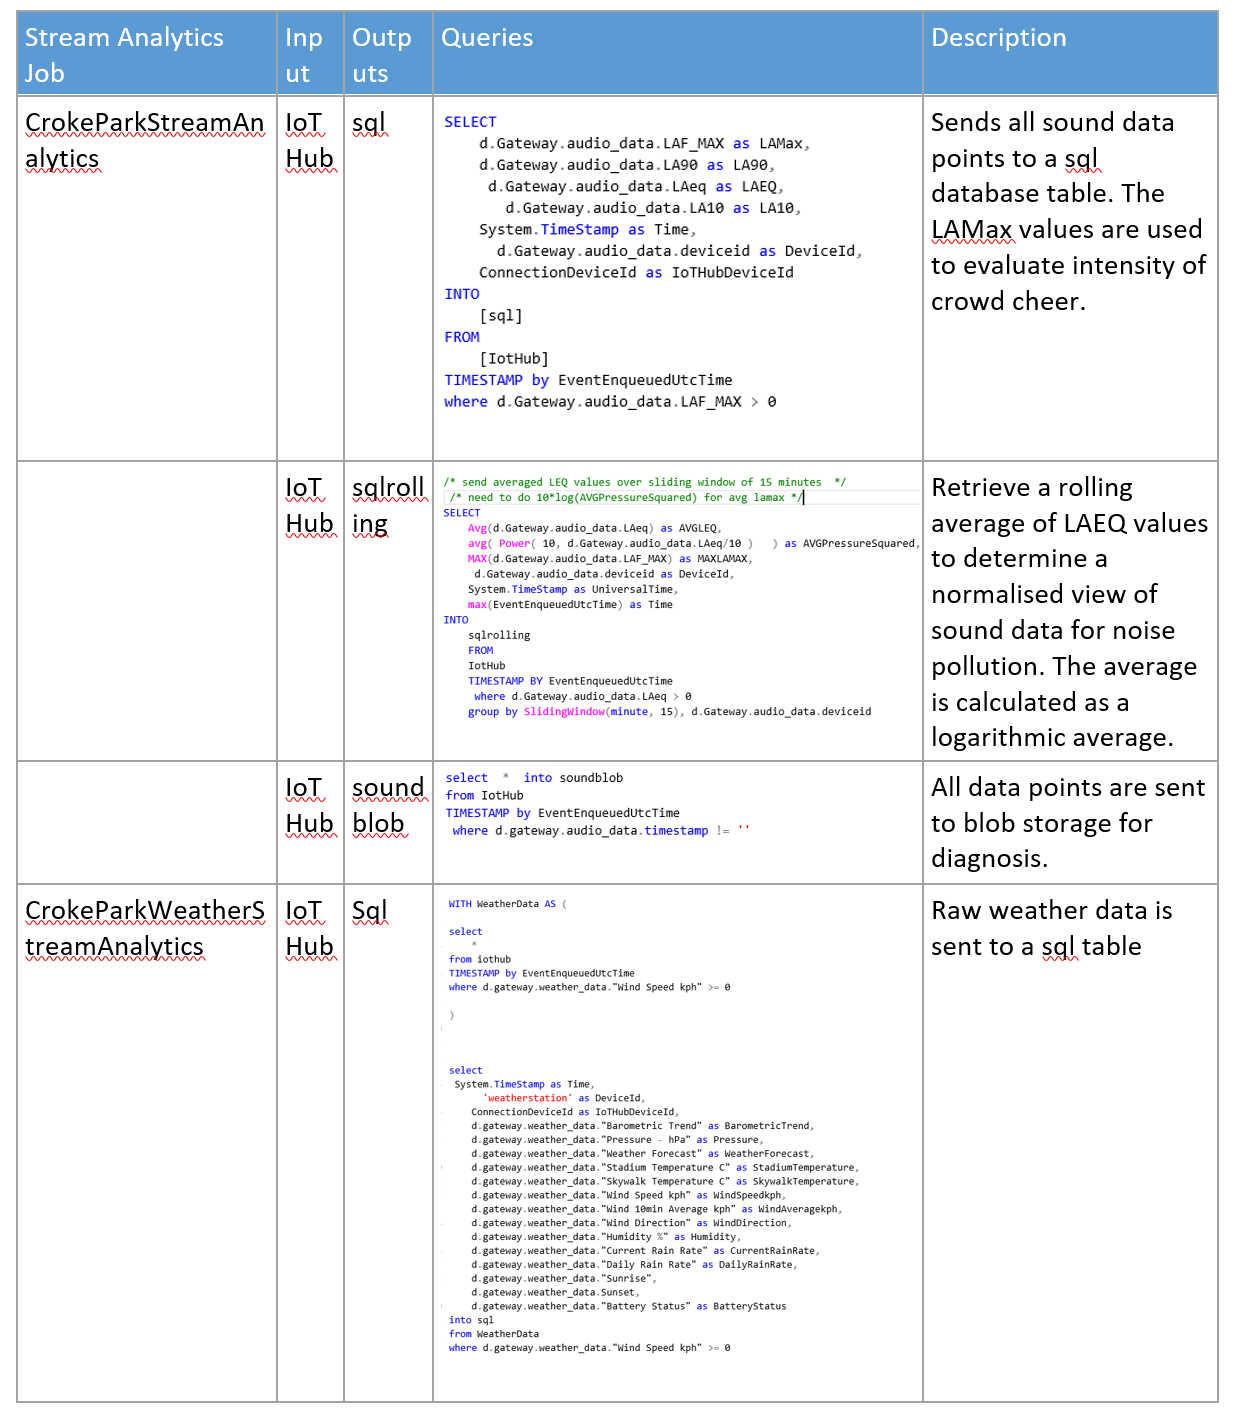 Stream Analytics
Job
Inp
ut
Outp
uts
Queries
Description
CrokeParkStreamAn
alytics
IoT
Hub
sql
SELECT
d.Gateway.audio_data.LAF_MAX as LAMax,
d.Gateway.audio_data.LA90 as LA90,
d.Gateway.audio_data.LAeq as LAEQ,
d.Gateway.audio_data.LA10 as LA10,
System.TimeStamp as Time,
d.Gateway.audio_data.deviceid as DeviceId,
ConnectionDeviceId as IoTHubDeviceId
INTO
[sql]
FROM
[IotHub]
TIMESTAMP by EventEnqueuedUtcTime
where d.Gateway.audio_data.LAF_MAX > 0
Sends all sound data
points to a sql
database table. The
LAMax values are used
to evaluate intensity of
crowd cheer.
IoT
Hub
sqlroll
ing
/* send averaged LEQ values over sliding window of 15 minutes */
/* need to do 10*log(AVGPressureSquared) for avg lamax */
SELECT
Avg(d.Gateway.audio_data.LAeq) as AVGLEQ,
avg( Power( 10, d.Gateway.audio_data.LAeq/10 ) ) as AVGPressureSquared,
MAX(d.Gateway.audio_data.LAF_MAX) as MAXLAMAX,
d.Gateway.audio_data.deviceid as DeviceId,
System.TimeStamp as UniversalTime,
max(EventEnqueuedUtcTime) as Time
INTO
sqlrolling
FROM
IotHub
TIMESTAMP BY EventEnqueuedUtcTime
where d.Gateway.audio_data.LAeq > 0
group by SlidingWindow(minute, 15), d.Gateway.audio_data.deviceid
Retrieve a rolling
average of LAEQ values
to determine a
normalised view of
sound data for noise
pollution. The average
is calculated as a
logarithmic average.
IoT
Hub
sound
blob
select * into soundblob
from IotHub
TIMESTAMP by EventEnqueuedUtcTime
where d.gateway.audio_data.timestamp != ''
All data points are sent
to blob storage for
diagnosis.
CrokeParkWeatherS
treamAnalytics
IoT
Hub
Sql
WITH WeatherData AS (
select
*
from iothub
TIMESTAMP by EventEnqueuedUtcTime
where d.gateway.weather_data."Wind Speed kph" >= 0
)
select
System.TimeStamp as Time,
'weatherstation' as DeviceId,
ConnectionDeviceId as IoTHubDeviceId,
d.gateway.weather_data."Barometric Trend" as BarometricTrend,
d.gateway.weather_data."Pressure - hPa" as Pressure,
d.gateway.weather_data."Weather Forecast" as WeatherForecast,
d.gateway.weather_data."Stadium Temperature C" as StadiumTemperature,
d.gateway.weather_data."Skywalk Temperature C" as SkywalkTemperature,
d.gateway.weather_data."Wind Speed kph" as WindSpeedkph,
d.gateway.weather_data."Wind 10min Average kph" as WindAveragekph,
d.gateway.weather_data."Wind Direction" as WindDirection,
d.gateway.weather_data."Humidity %" as Humidity,
d.gateway.weather_data."Current Rain Rate" as CurrentRainRate,
d.gateway.weather_data."Daily Rain Rate" as DailyRainRate,
d.gateway.weather_data."Sunrise",
d.gateway.weather_data.Sunset,
d.gateway.weather_data."Battery Status" as BatteryStatus
into sql
from WeatherData
where d.gateway.weather_data."Wind Speed kph" >= 0
Raw weather data is
sent to a sql table